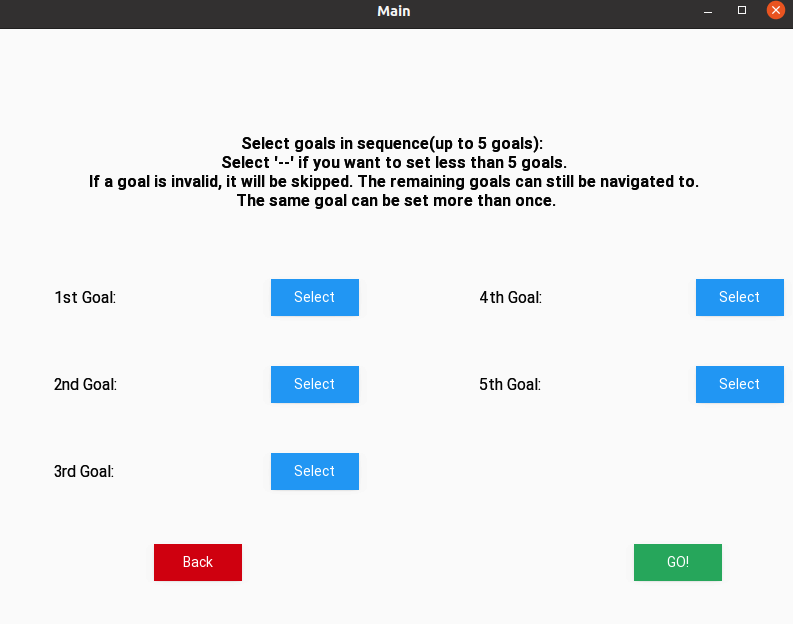 Main
Select goals in sequence(up to 5 goals):
Select '--' if you want to set less than 5 goals.
If a goal is invalid, it will be skipped. The remaining goals can still be navigated to.
The same goal can be set more than once.
1st Goal: Select 4th Goal: Select
2nd Goal: Select 5th Goal: Select
3rd Goal: Select
Back GO!